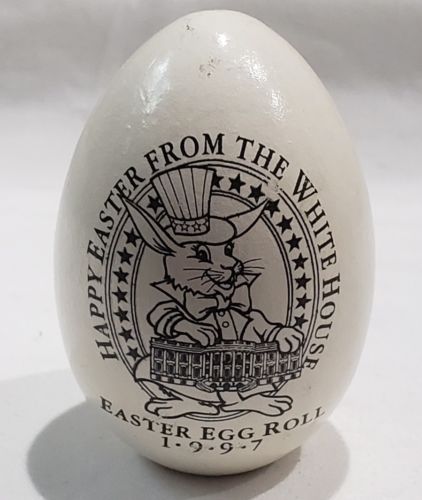 HAPPY EASTER FROM THE WHITE HOUSE
EASTER EGG ROLL
1·9·9·7